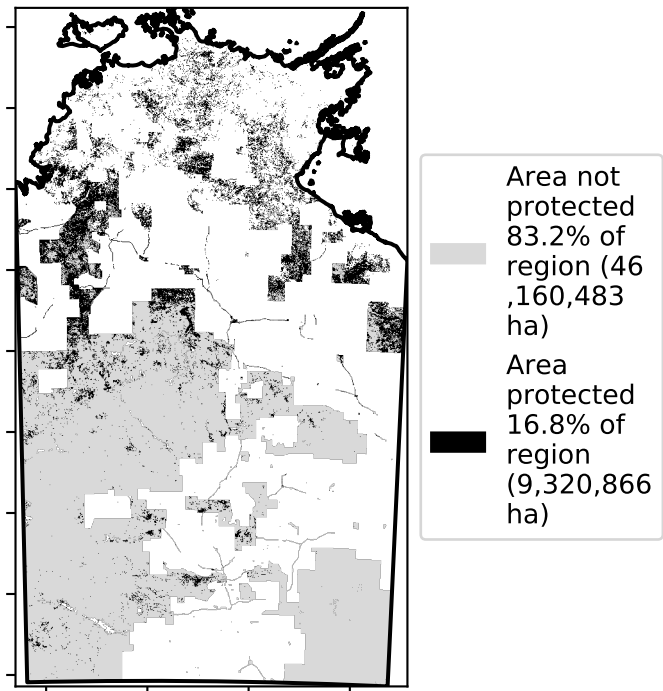 Area not
protected
83.2% of
region (46
,160,483
ha)
Area
protected
16.8% of
region
(9,320,866
ha)